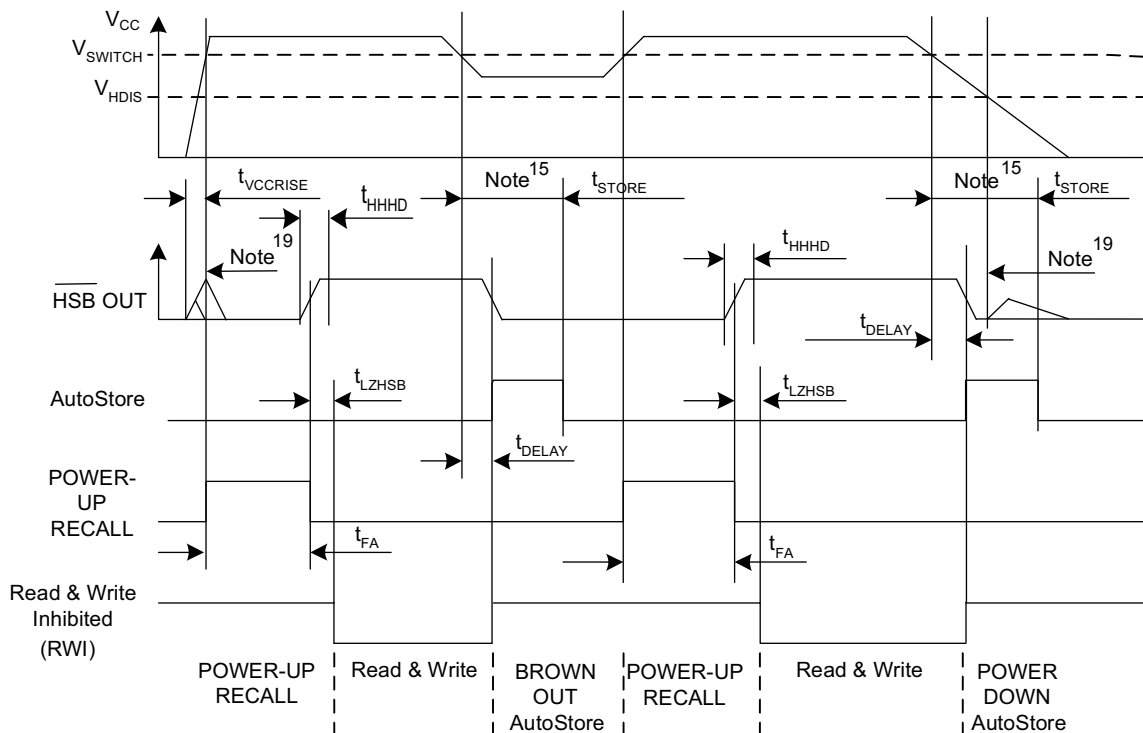 VCC
VSWITCH
VHDIS
tVCCRISE
tHHHD
Note15
tSTORE
Note15
tSTORE
Note19
tHHHD
Note19
HSB OUT
tDELAY
tLZHSB
tLZHSB
AutoStore
tDELAY
POWER-
UP
RECALL
tFA
tFA
Read & Write
Inhibited
(RWI)
POWER-UP
RECALL
Read & Write
BROWN
OUT
AutoStore
POWER-UP
RECALL
Read & Write
POWER
DOWN
AutoStore